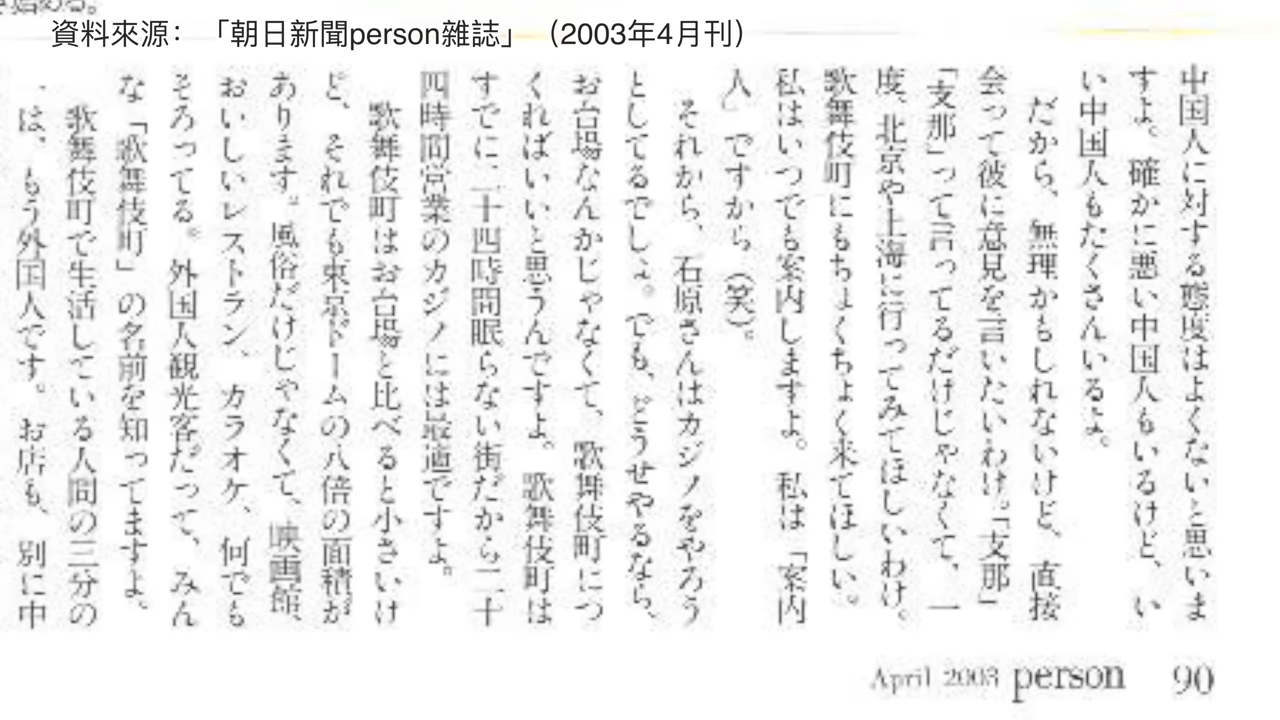 資料來源：「朝日新聞person雜誌」（2003年4月刊）
中国人に対する態度はよくないと思いま
すよ。確かに悪い中国人もいるけど、い
い中国人もたくさんいるよ。
だから、無理かもしれないけど、直接
会って彼に意見を言いたいわけ。「支那」
「支那」って言ってるだけじゃなくて、一
度、北京や上海に行ってみてほしいわけ。
歌舞伎町にもちょくちょく来てほしい。
私はいつでも案内しますよ。私は「案内
人」ですから（笑）。
それから、石原さんはカジノをやろう
としてるでしょ。でも、どうせやるなら、
お台場なんかじゃなくて、歌舞伎町につ
くればいいと思うんですよ。歌舞伎町は
すでに、二十四時間眠らない街だから二十
四時間営業のカジノには最適ですよ。
歌舞伎町はお台場と比べると小さいけ
ど、それでも東京ドームの八倍の面積が
あります。風俗だけじゃなくて、映画館、
おいしいレストラン、カラオケ、何でも
そろってる。外国人観光客だって、みん
な「歌舞伎町」の名前を知ってますよ。
歌舞伎町で生活している人間の三分の
は、もう外国人です。お店も、別に中
April 2003 person 90